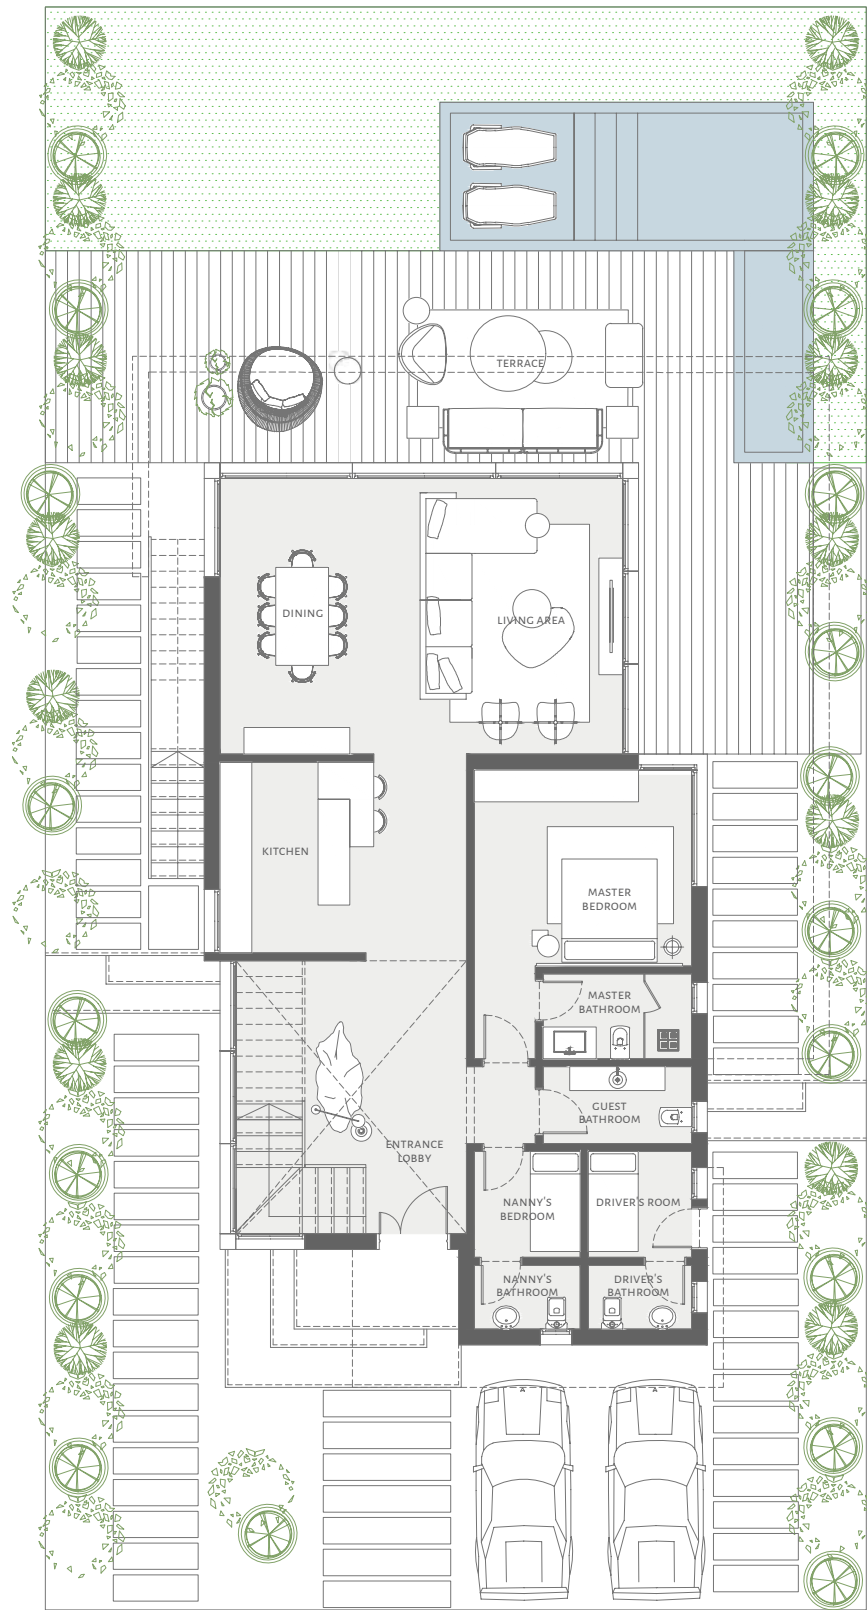 TERRACE
DINING
LIVING AREA
KITCHEN
MASTER
BEDROOM
MASTER
BATHROOM
GUEST
BATHROOM
ENTRANCE
LOBBY
NANNY'S
BEDROOM
DRIVER'S ROOM
NANNY'S
BATHROOM
DRIVER'S
BATHROOM